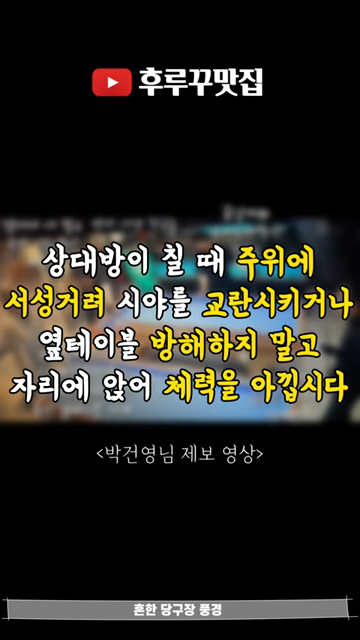 후루꾸맛집
상대방이 칠 때 주위에
서성거려 시야를 교란시키거나
옆테이블 방해하지 말고
자리에 앉어 체력을 아낍시다
<박건영님 제보 영상>
흔한 당구장 풍경